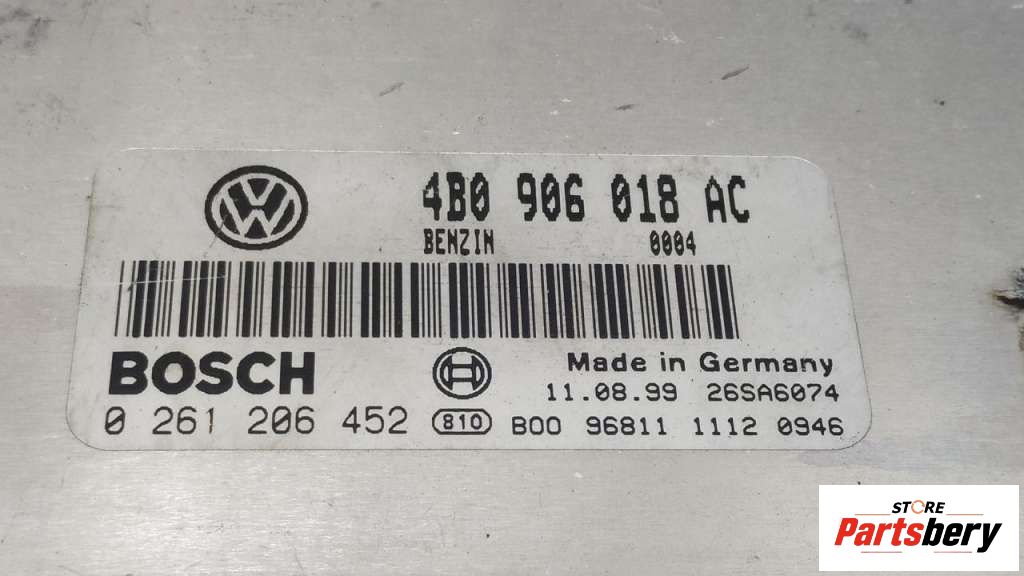 4B0 906 018 AC
BENZIN 0004
BOSCH
Made in Germany
11.08.99 26SA6074
0 261 206 452 810 B00 96811 1112 0946
STORE
Partsbery